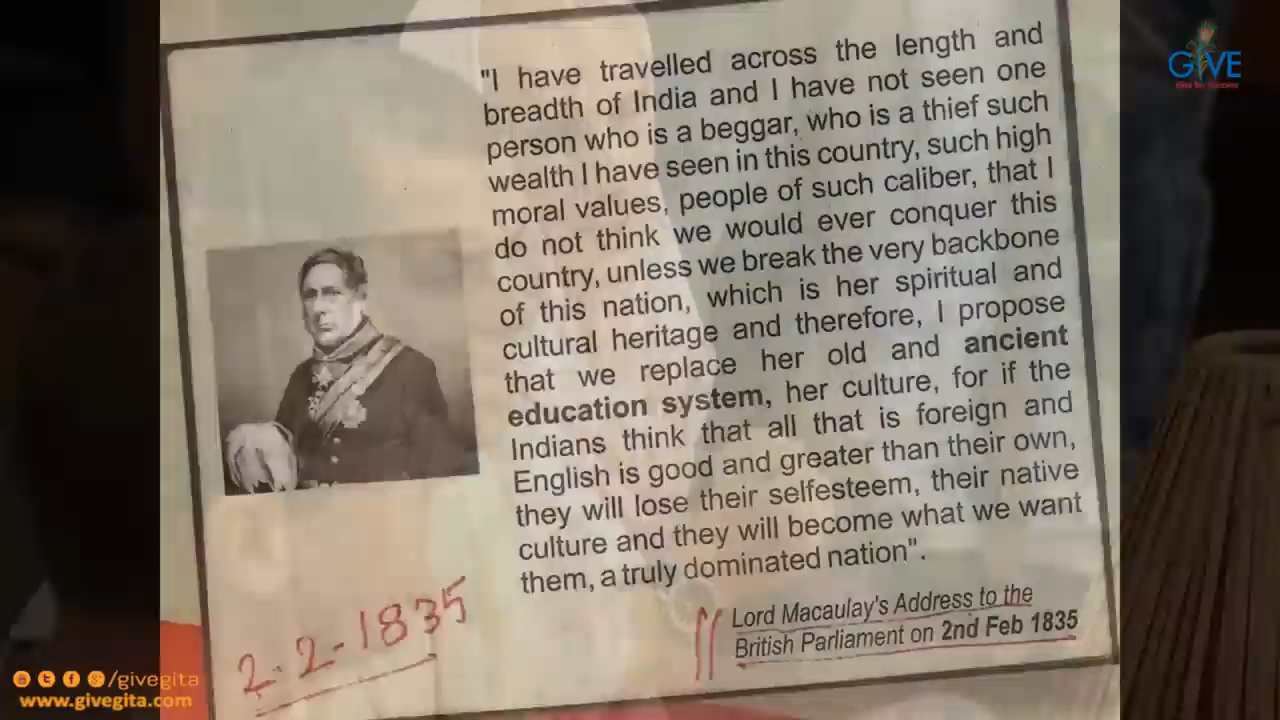 "I have travelled across the length and
breadth of India and I have not seen one
person who is a beggar, who is a thief such
wealth I have seen in this country, such high
moral values, people of such caliber, that I
do not think we would ever conquer this
country, unless we break the very backbone
of this nation, which is her spiritual and
cultural heritage and therefore, I propose
that we replace her old and ancient
education system, her culture, for if the
Indians think that all that is foreign and
English is good and greater than their own,
they will lose their selfesteem, their native
culture and they will become what we want
them, a truly dominated nation".
Lord Macaulay's Address to the
British Parliament on 2nd Feb 1835
2-2-1835
GIVE
/givegita
www.givegita.com